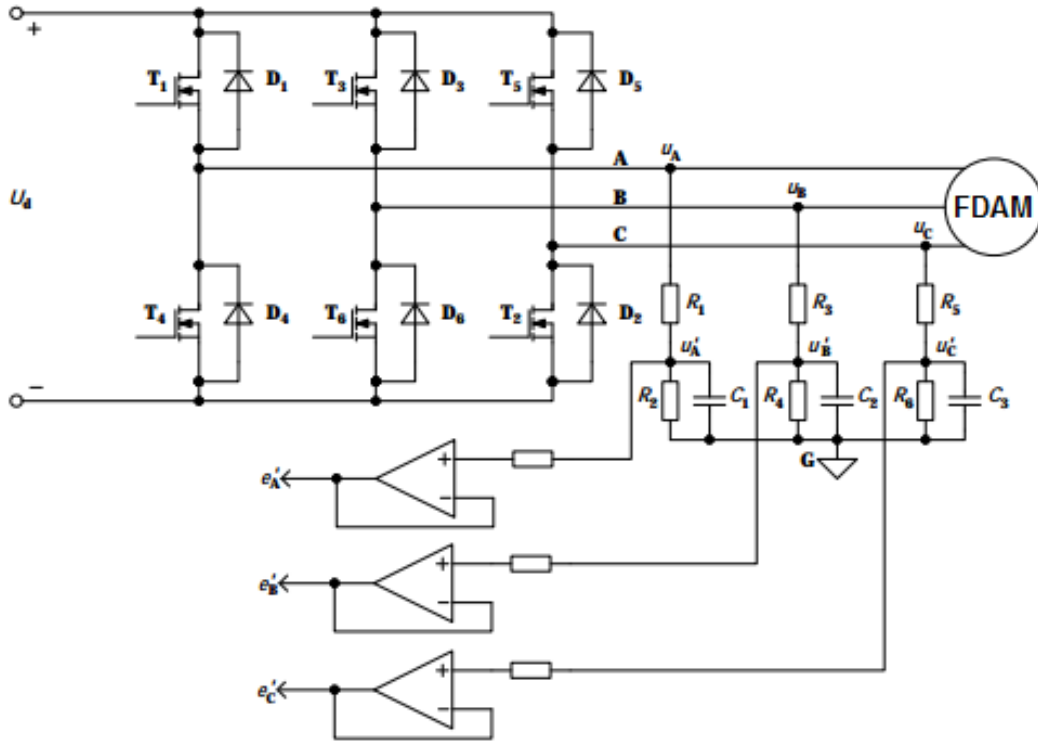 +
T1 D1 T3 D3 T5 D5
A uA
Ud B uB FDAM
C uC
T4 D4 T6 D6 T2 D2 R1 R3 R5
u'A u'B u'C
−
R2 C1 R4 C2 R6 C3
G
e'A + −
e'B + −
e'C + −